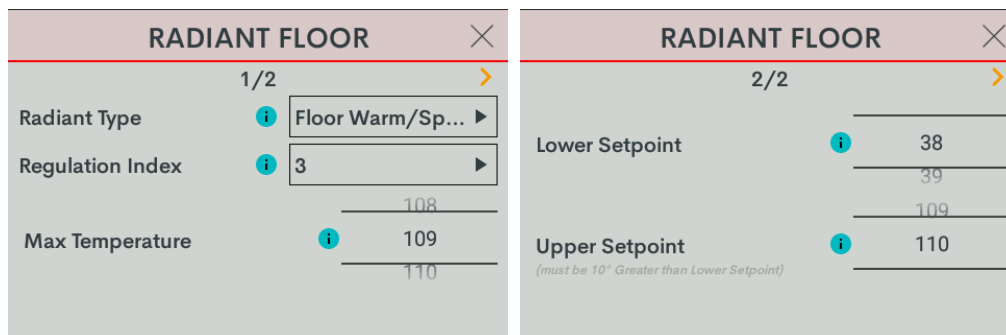 RADIANT FLOOR
1/2
Radiant Type
i
Floor Warm/Sp...
Regulation Index
i
3
108
Max Temperature
i
109
110
RADIANT FLOOR
2/2
Lower Setpoint
i
38
39
109
Upper Setpoint
i
110
(must be 10° Greater than Lower Setpoint)